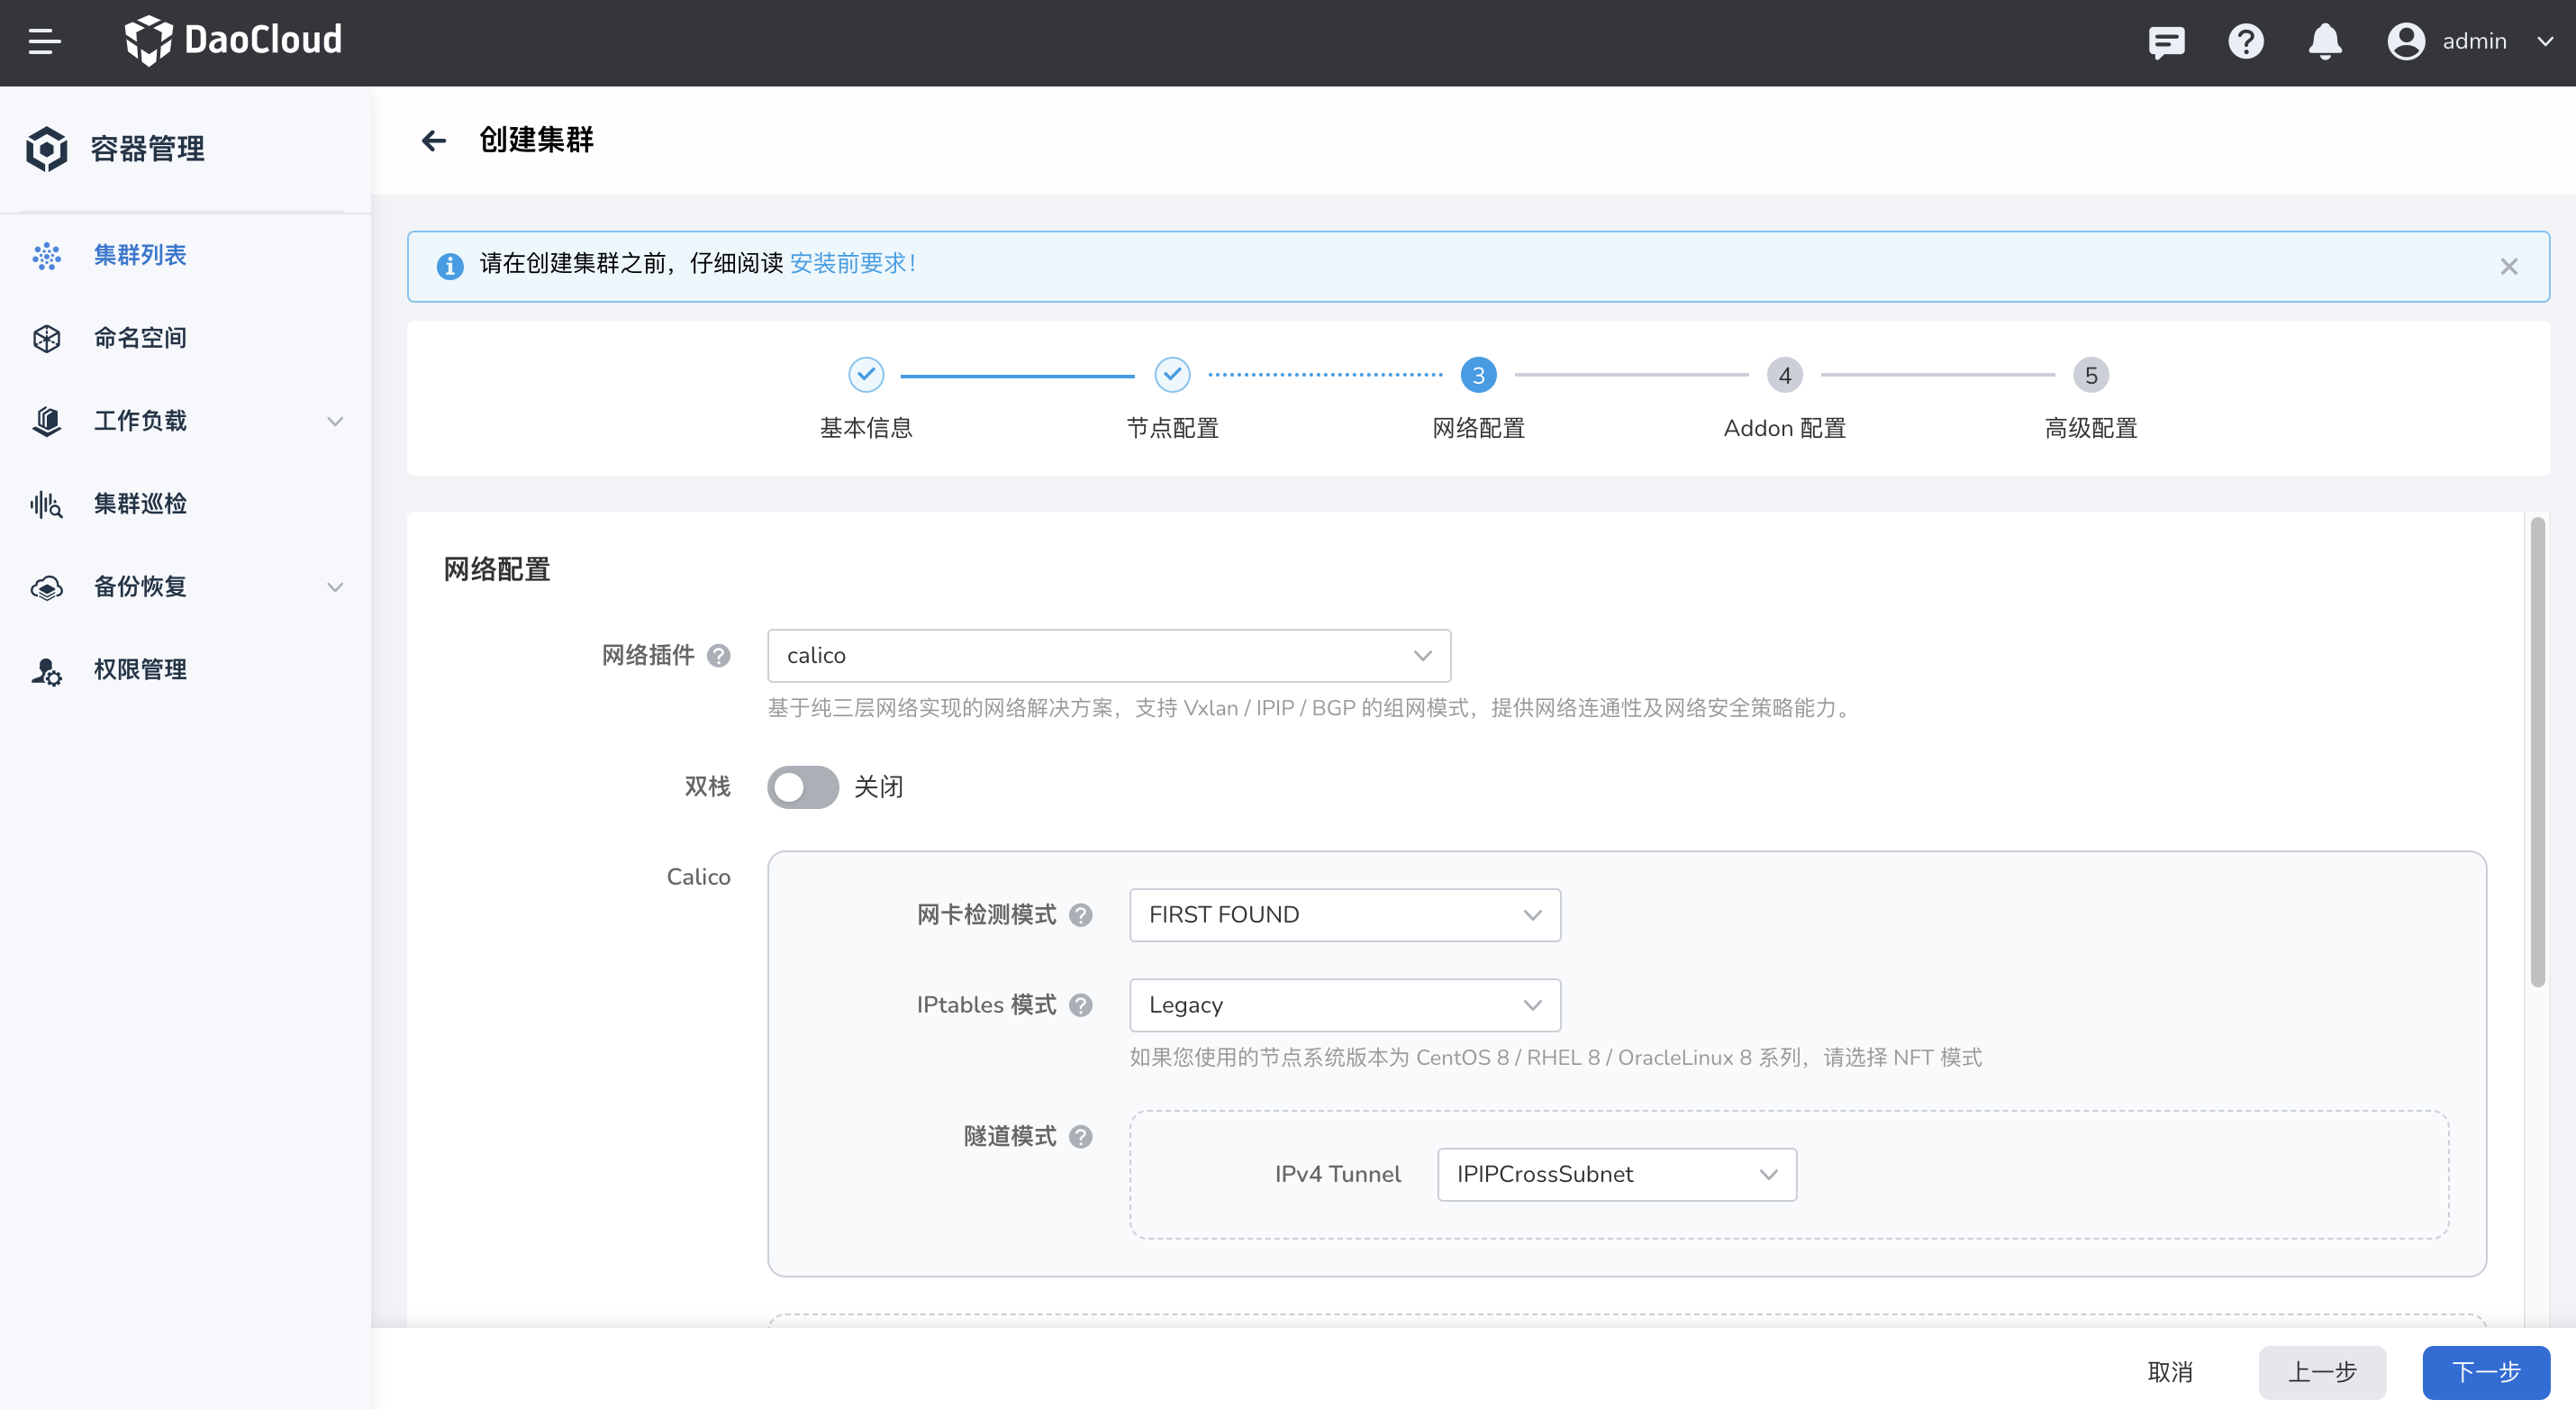 DaoCloud
admin
容器管理
创建集群
集群列表
命名空间
工作负载
集群巡检
备份恢复
权限管理
请在创建集群之前，仔细阅读 安装前要求！
3
4
5
基本信息
节点配置
网络配置
Addon 配置
高级配置
网络配置
网络插件
calico
基于纯三层网络实现的网络解决方案，支持 Vxlan / IPIP / BGP 的组网模式，提供网络连通性及网络安全策略能力。
双栈
关闭
Calico
网卡检测模式
FIRST FOUND
IPtables 模式
Legacy
如果您使用的节点系统版本为 CentOS 8 / RHEL 8 / OracleLinux 8 系列，请选择 NFT 模式
隧道模式
IPv4 Tunnel
IPIPCrossSubnet
取消
上一步
下一步